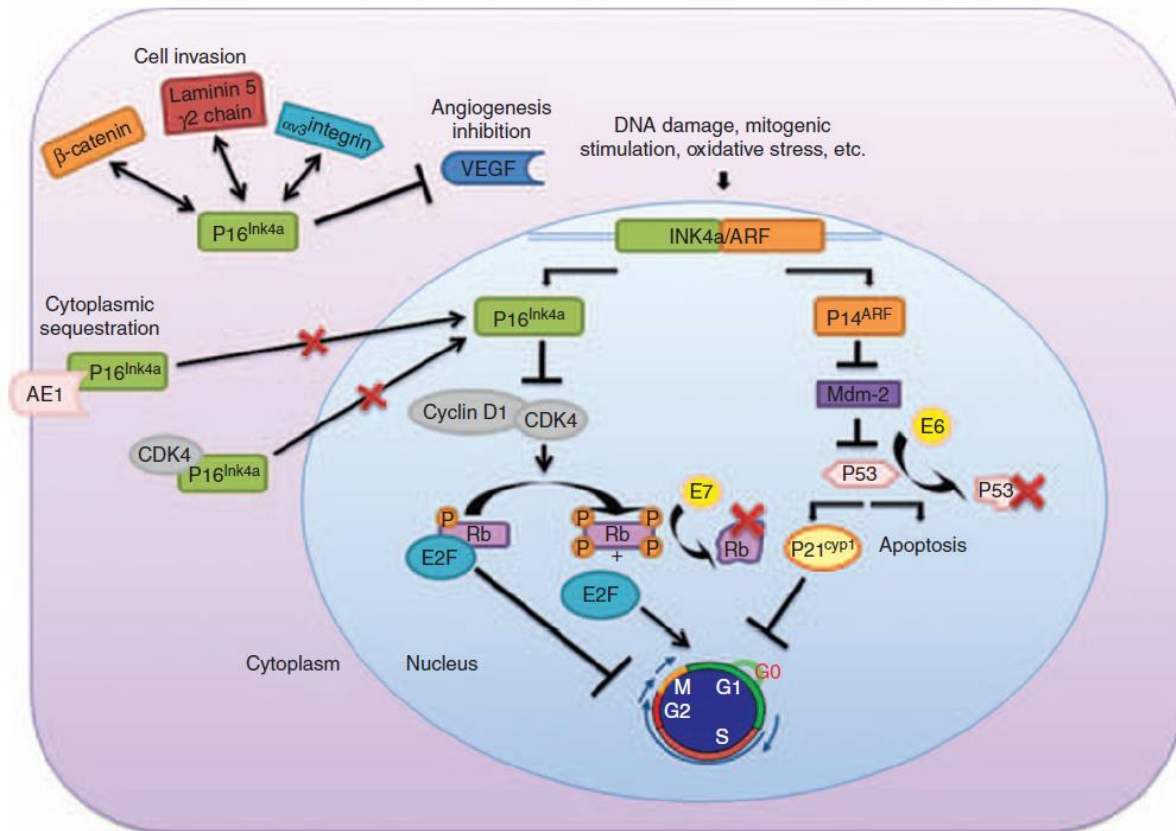 Cell invasion
Laminin 5
γ2 chain
β-catenin
αv3integrin
P16Ink4a
Angiogenesis
inhibition
VEGF
DNA damage, mitogenic
stimulation, oxidative stress, etc.
INK4a/ARF
Cytoplasmic
sequestration
P16Ink4a
AE1
CDK4
P16Ink4a
P16Ink4a
P14ARF
Cyclin D1
CDK4
Mdm-2
E6
P53
P53
P
Rb
E2F
P
P
Rb
P
P
+
E2F
E7
Rb
P21cyp1
Apoptosis
Cytoplasm
Nucleus
M
G1
G0
G2
S